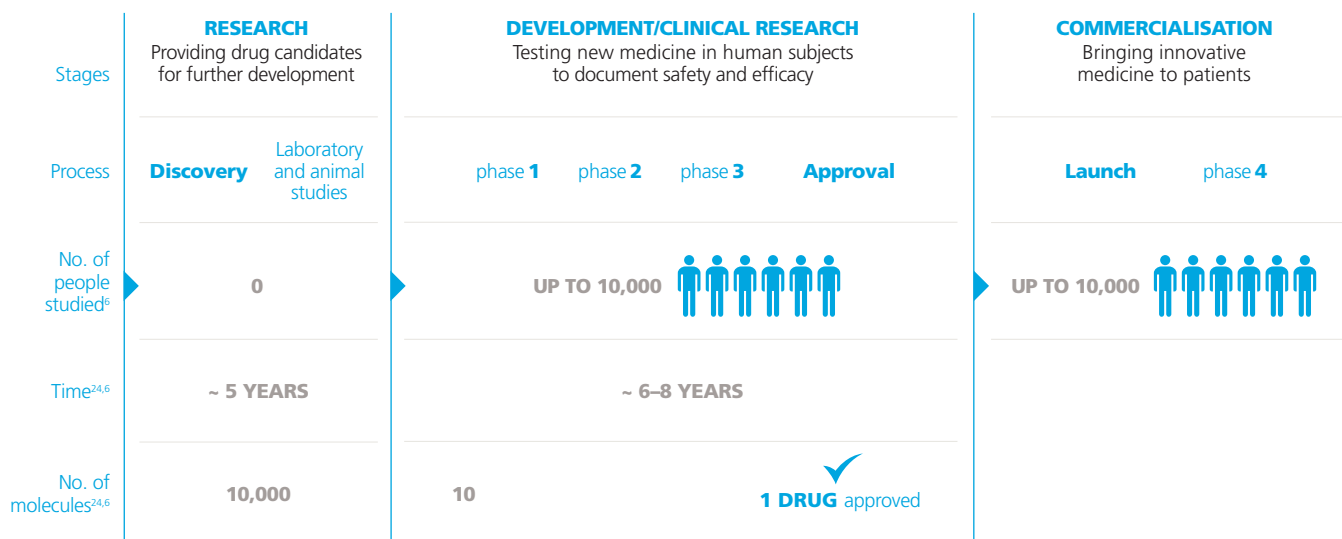 Stages
RESEARCH
Providing drug candidates
for further development
DEVELOPMENT/CLINICAL RESEARCH
Testing new medicine in human subjects
to document safety and efficacy
COMMERCIALISATION
Bringing innovative
medicine to patients
Process
Discovery
Laboratory
and animal
studies
phase 1
phase 2
phase 3
Approval
Launch
phase 4
No. of
people
studied6
0
UP TO 10,000
UP TO 10,000
Time24,6
~ 5 YEARS
~ 6–8 YEARS
No. of
molecules24,6
10,000
10
1 DRUG approved